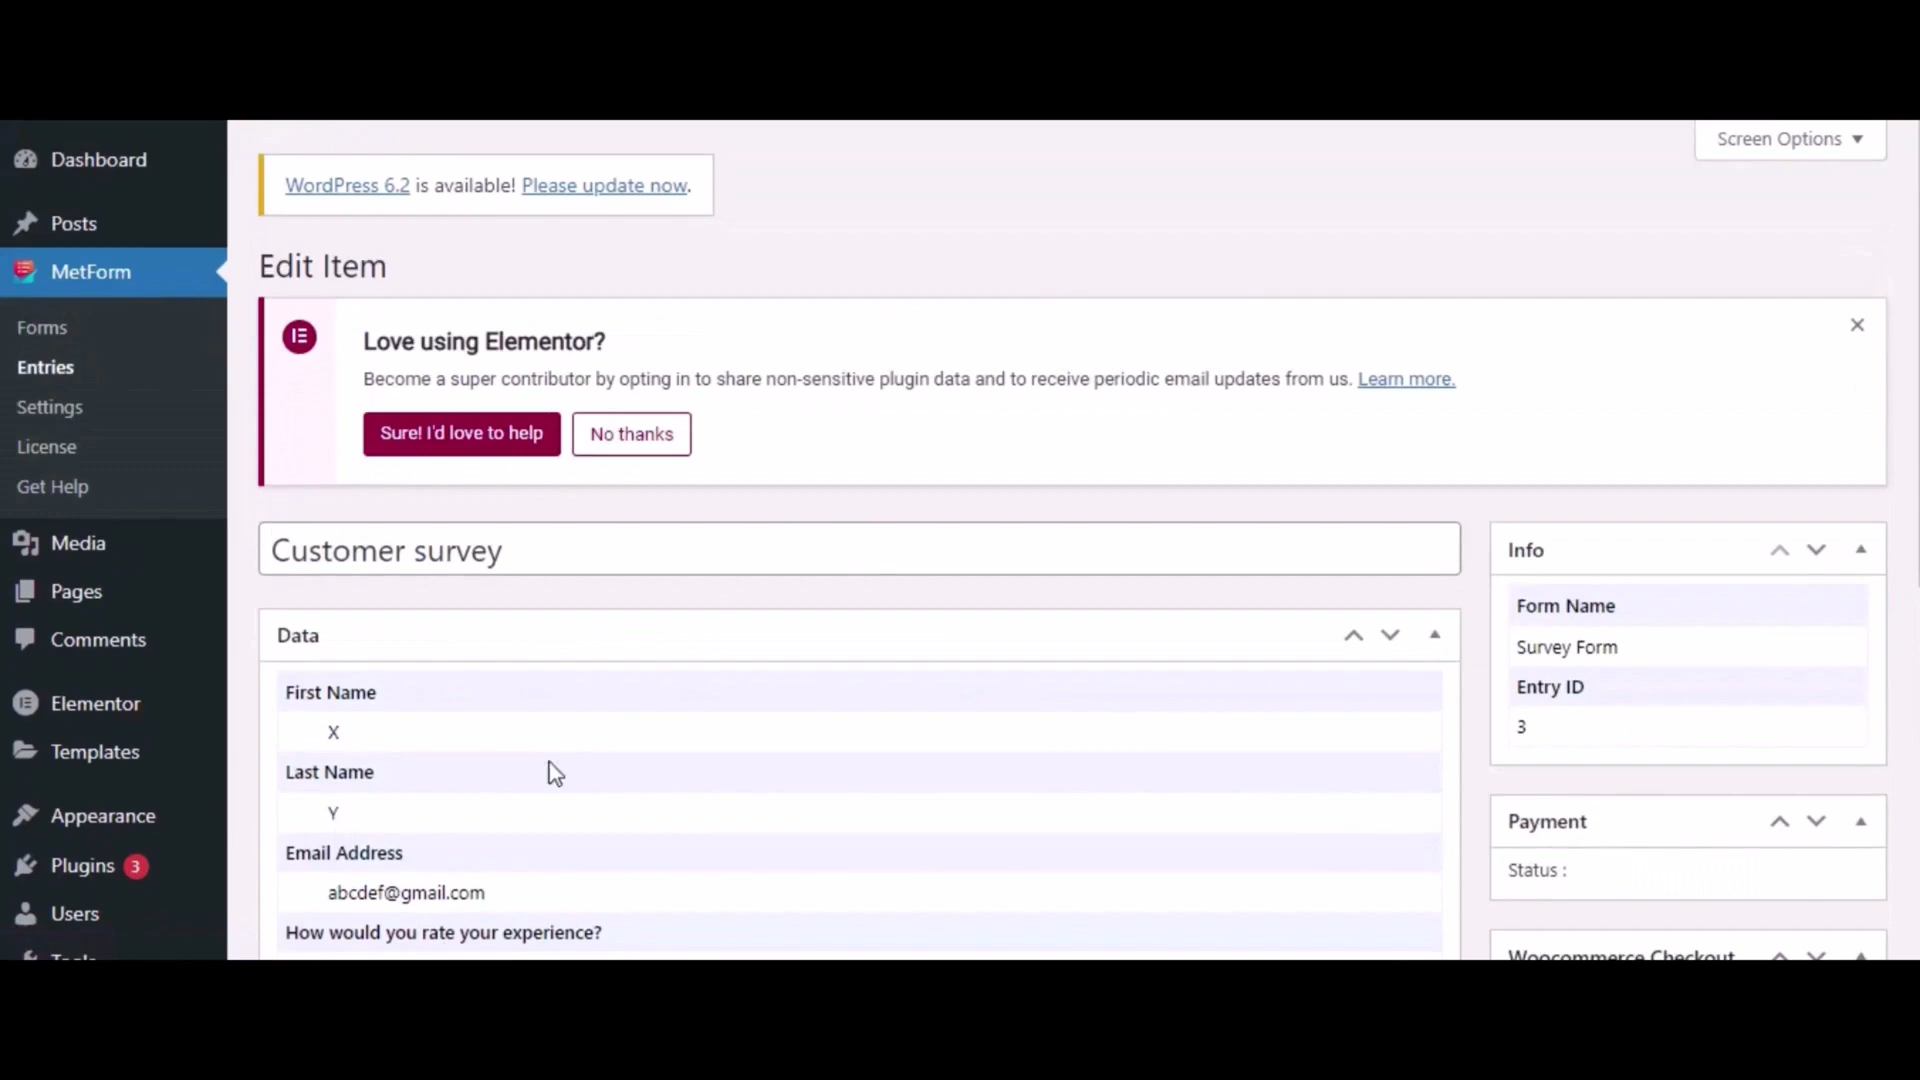 Dashboard
Posts
MetForm
Forms
Entries
Settings
License
Get Help
Media
Pages
Comments
Elementor
Templates
Appearance
Plugins 3
Users
Tools
Screen Options
WordPress 6.2 is available! Please update now.
Edit Item
Love using Elementor?
Become a super contributor by opting in to share non-sensitive plugin data and to receive periodic email updates from us. Learn more.
Sure! I'd love to help
No thanks
Customer survey
Data
First Name
X
Last Name
Y
Email Address
abcdef@gmail.com
How would you rate your experience?
Info
Form Name
Survey Form
Entry ID
3
Payment
Status :
Woocommerce Checkout